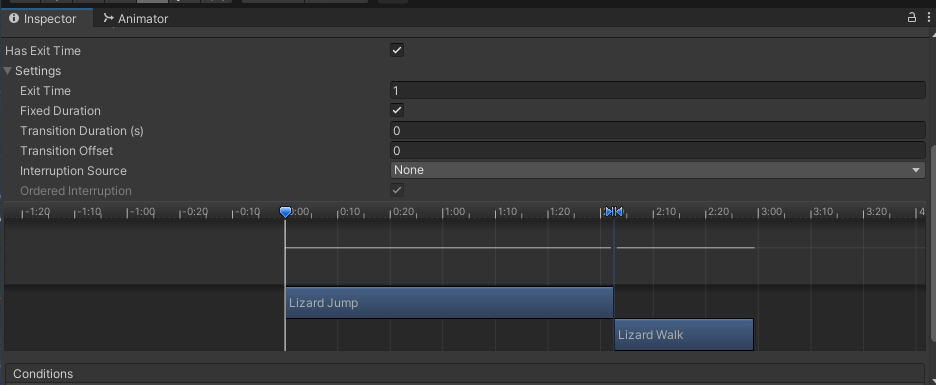 Inspector
Animator
Has Exit Time
Settings
Exit Time
1
Fixed Duration
Transition Duration (s)
0
Transition Offset
0
Interruption Source
None
Ordered Interruption
-1:20 -1:10 -1:00 -0:20 -0:10 0:00 0:10 0:20 1:00 1:10 1:20 2:10 2:20 3:00 3:10 3:20
Lizard Jump
Lizard Walk
Conditions